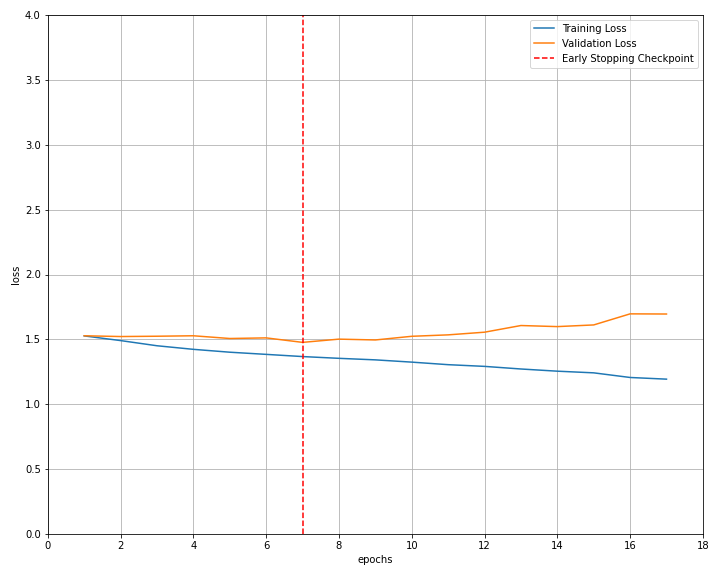 4.0
3.5
3.0
2.5
2.0
1.5
1.0
0.5
0.0
loss
Training Loss
Validation Loss
Early Stopping Checkpoint
0 2 4 6 8 10 12 14 16 18
epochs